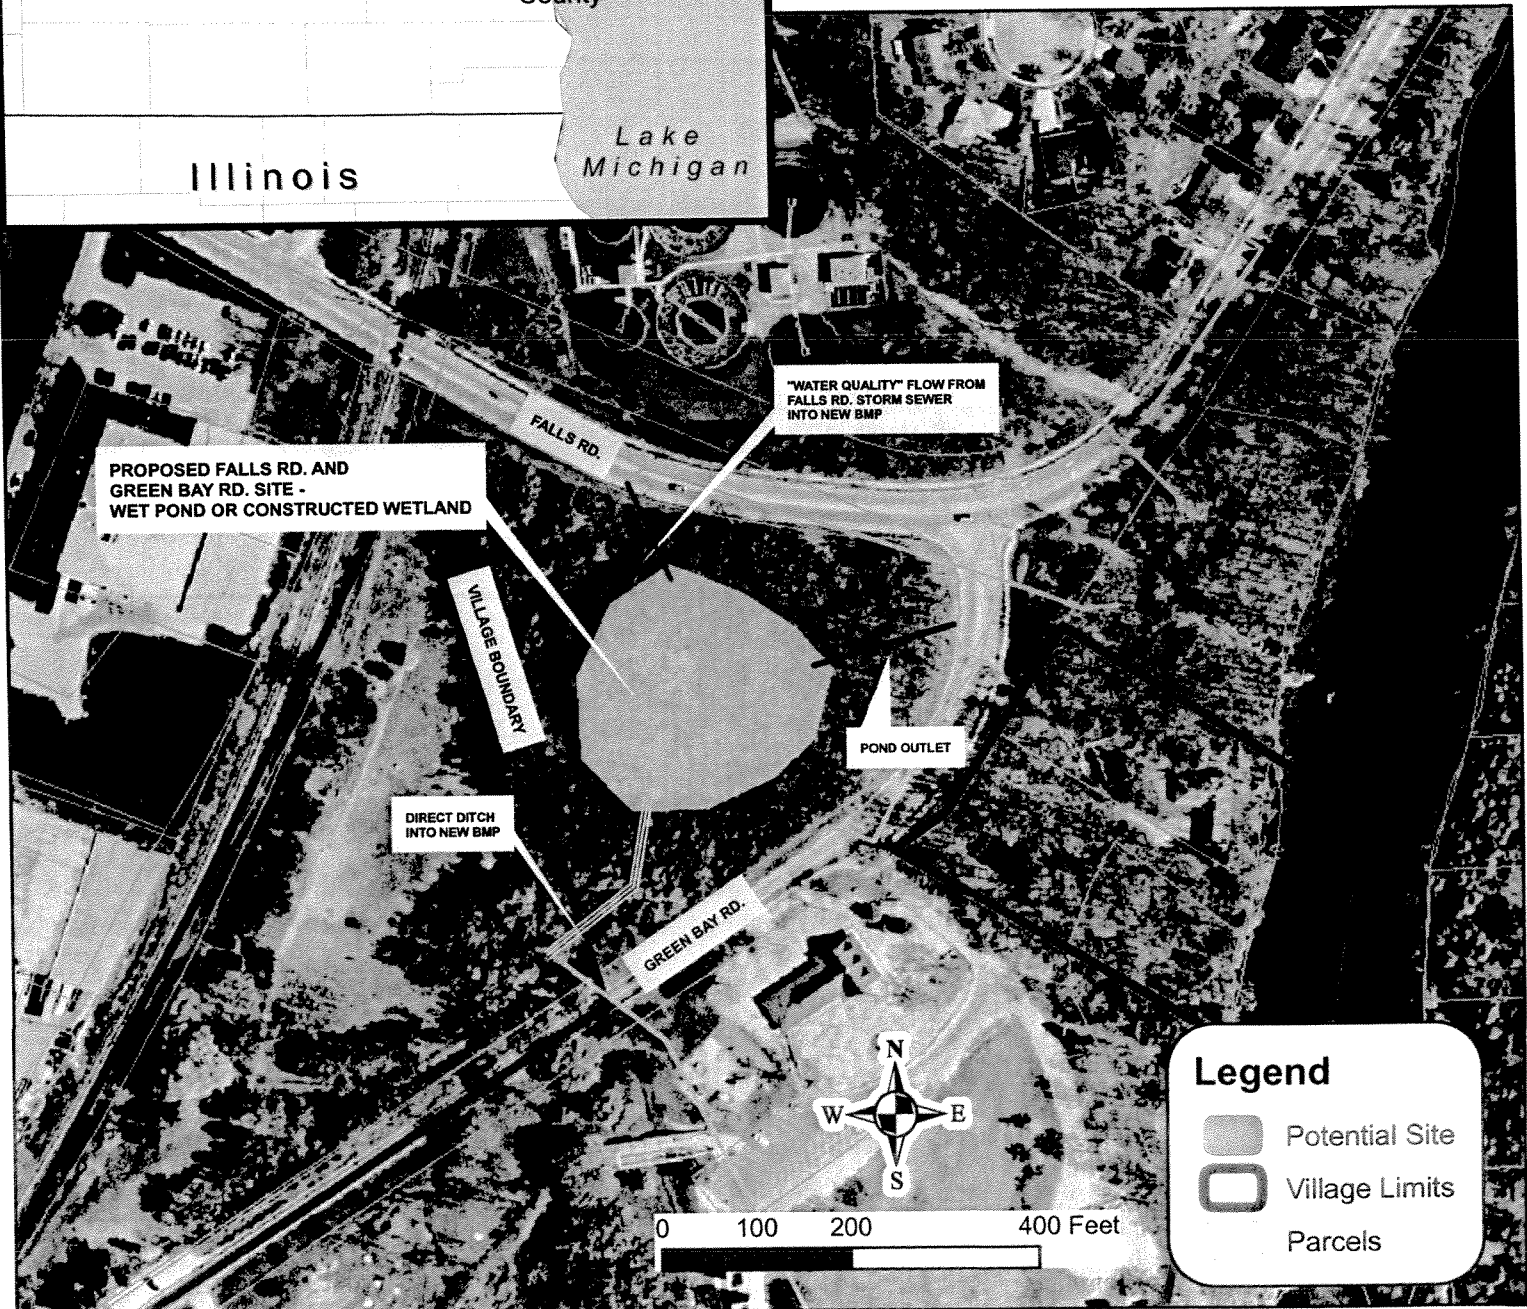 County
Lake
Michigan
Illinois
"WATER QUALITY" FLOW FROM
FALLS RD. STORM SEWER
INTO NEW BMP
FALLS RD.
PROPOSED FALLS RD. AND
GREEN BAY RD. SITE -
WET POND OR CONSTRUCTED WETLAND
VILLAGE BOUNDARY
POND OUTLET
DIRECT DITCH
INTO NEW BMP
GREEN BAY RD.
N
W
E
S
0 100 200 400 Feet
Legend
Potential Site
Village Limits
Parcels